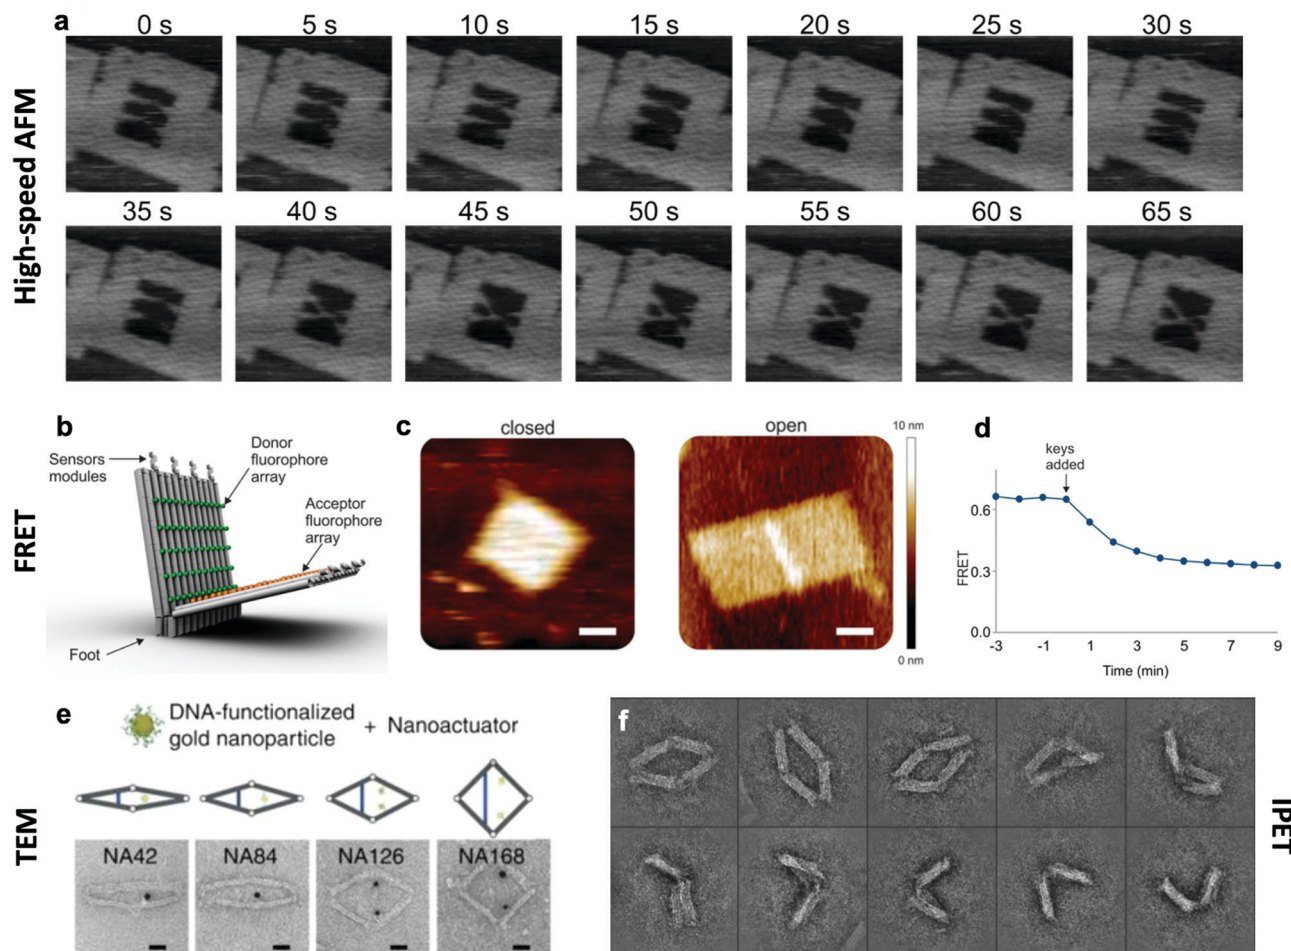 a
0 s
5 s
10 s
15 s
20 s
25 s
30 s
High-speed AFM
35 s
40 s
45 s
50 s
55 s
60 s
65 s
FRET
b
Sensors
modules
Donor
fluorophore
array
Acceptor
fluorophore
array
Foot
c
closed
open
10 nm
0 nm
d
keys
added
FRET
0.6
0.3
0.0
-3
-1
1
3
5
7
9
Time (min)
TEM
e
DNA-functionalized
gold nanoparticle
+ Nanoactuator
NA42
NA84
NA126
NA168
f
IPET